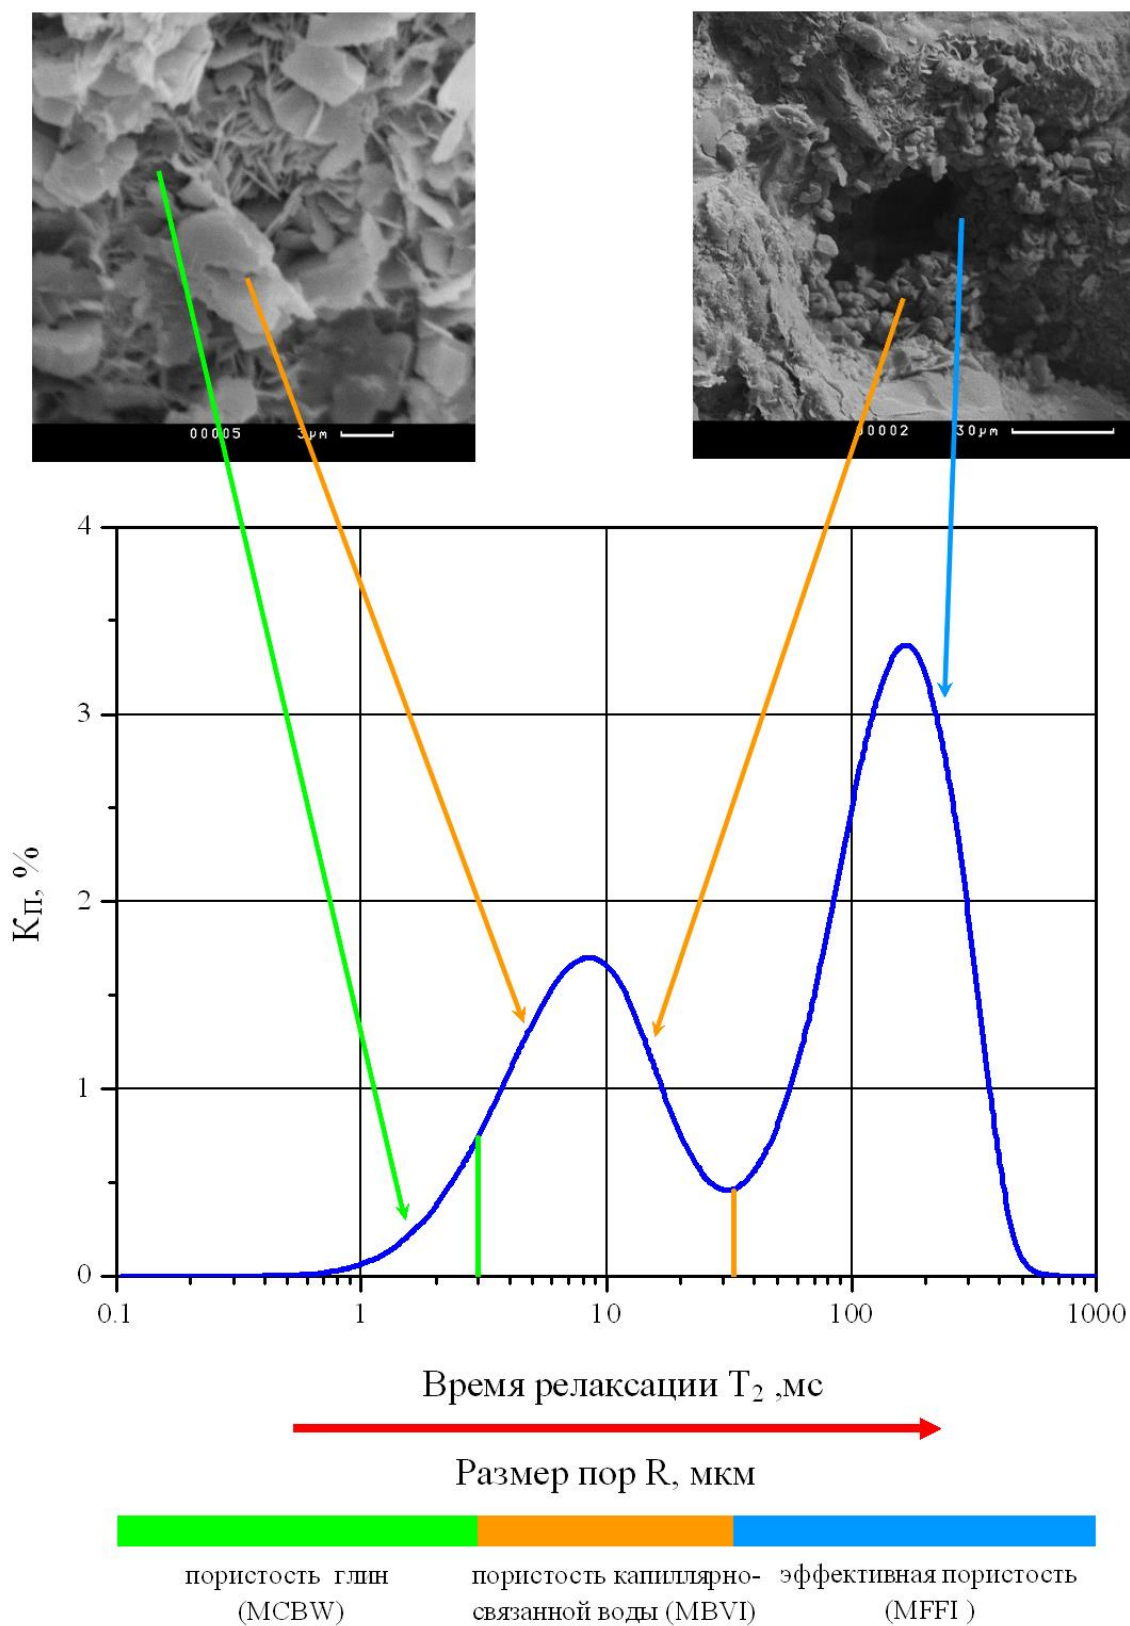 00005 3µm
00002 30µm
4
3
2
1
0
Кп, %
0.1 1 10 100 1000
Время релаксации T2 ,мс
Размер пор R, мкм
пористость глин
(MCBW)
пористость капиллярно-
связанной воды (MBVI)
эффективная пористость
(MFFI )